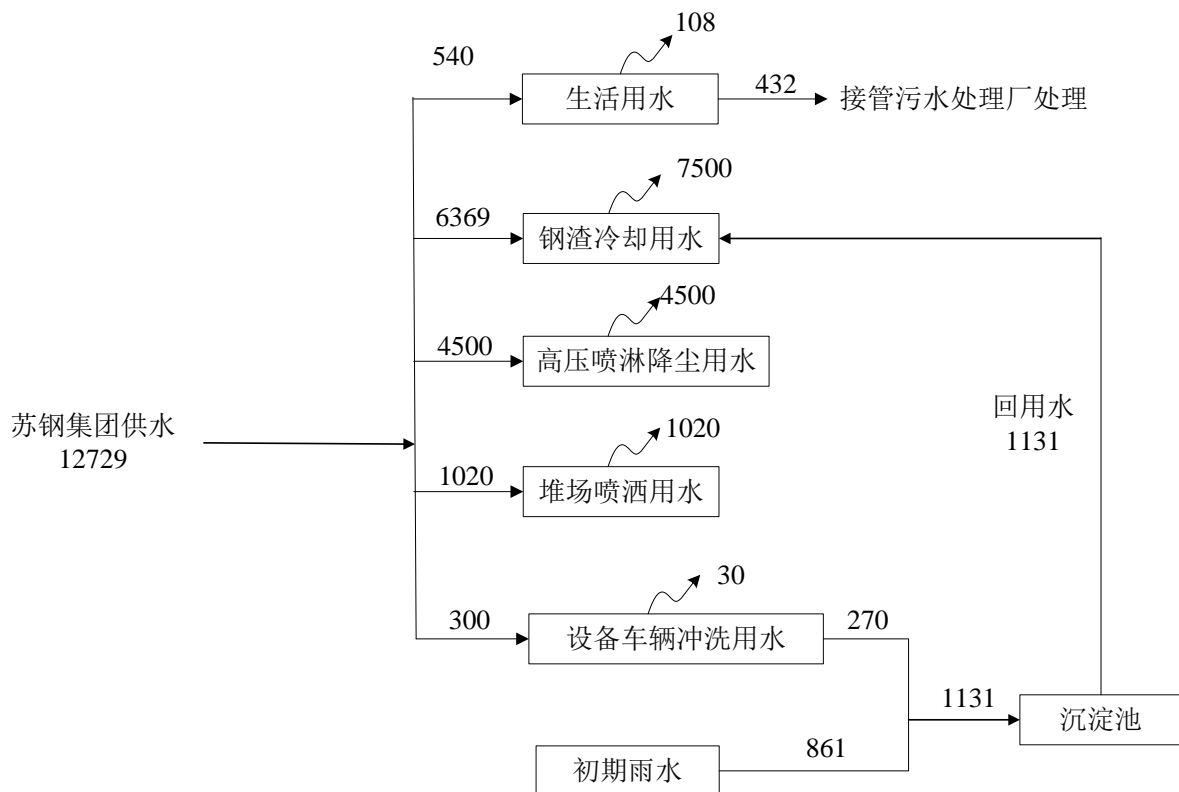 108
540
生活用水
432
接管污水处理厂处理
7500
6369
钢渣冷却用水
4500
4500
高压喷淋降尘用水
回用水
1131
苏钢集团供水
12729
1020
1020
堆场喷洒用水
30
300
设备车辆冲洗用水
270
1131
沉淀池
861
初期雨水